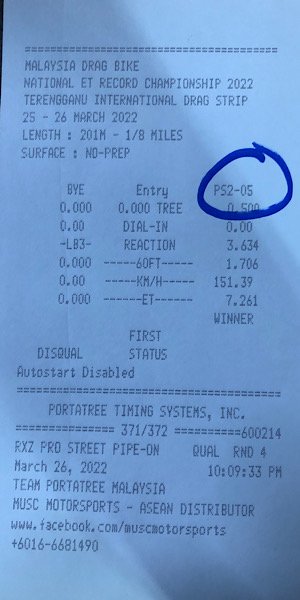 ========================================
MALAYSIA DRAG BIKE
NATIONAL ET RECORD CHAMPIONSHIP 2022
TERENGGANU INTERNATIONAL DRAG STRIP
25 - 26 MARCH 2022
LENGTH : 201M - 1/8 MILES
SURFACE : NO-PREP
BYE Entry PS2-05
0.000 0.000 TREE 0.500
0.00 DIAL-IN 0.00
-LB3- REACTION 3.634
0.000 -----60FT----- 1.706
0.00 -----KM/H----- 151.39
0.000 ------ET------ 7.261
WINNER
FIRST
DISQUAL STATUS
Autostart Disabled
========================================
PORTATREE TIMING SYSTEMS, INC.
=============== 371/372 ==========600214
RXZ PRO STREET PIPE-ON QUAL RND 4
March 26, 2022 10:09:33 PM
TEAM PORTATREE MALAYSIA
MUSC MOTORSPORTS - ASEAN DISTRIBUTOR
www.facebook.com/muscmotorsports
+6016-6681490